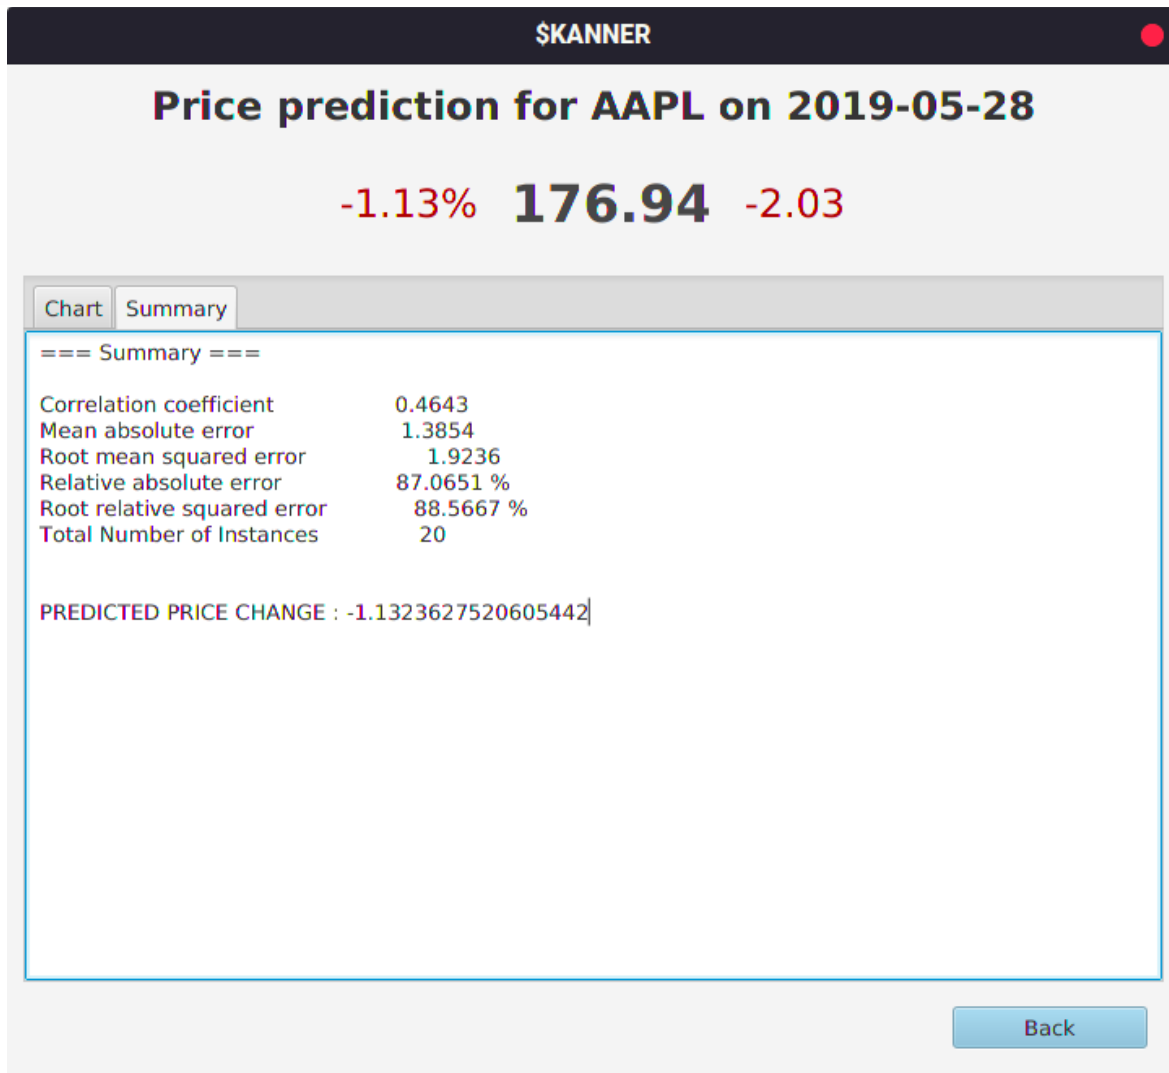 $KANNER
Price prediction for AAPL on 2019-05-28
-1.13% 176.94 -2.03
Chart Summary
=== Summary ===
Correlation coefficient 0.4643
Mean absolute error 1.3854
Root mean squared error 1.9236
Relative absolute error 87.0651 %
Root relative squared error 88.5667 %
Total Number of Instances 20
PREDICTED PRICE CHANGE : -1.1323627520605442
Back